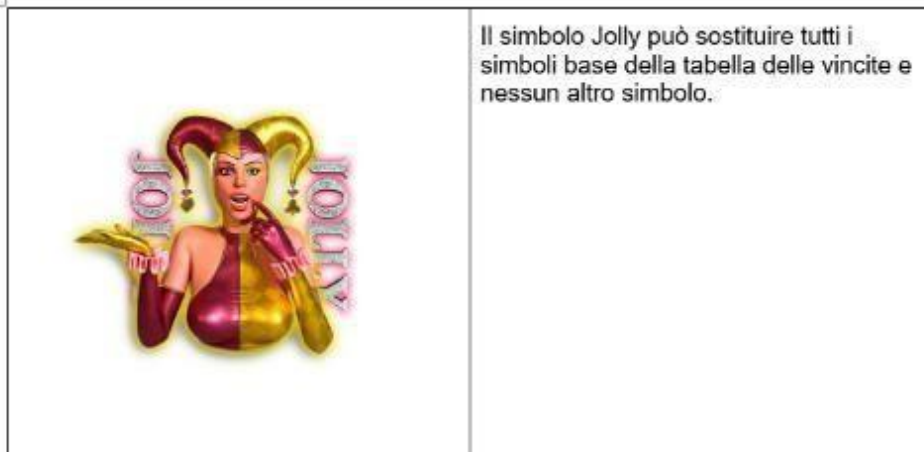 JOLLY
JOLLY
Il simbolo Jolly può sostituire tutti i
simboli base della tabella delle vincite e
nessun altro simbolo.